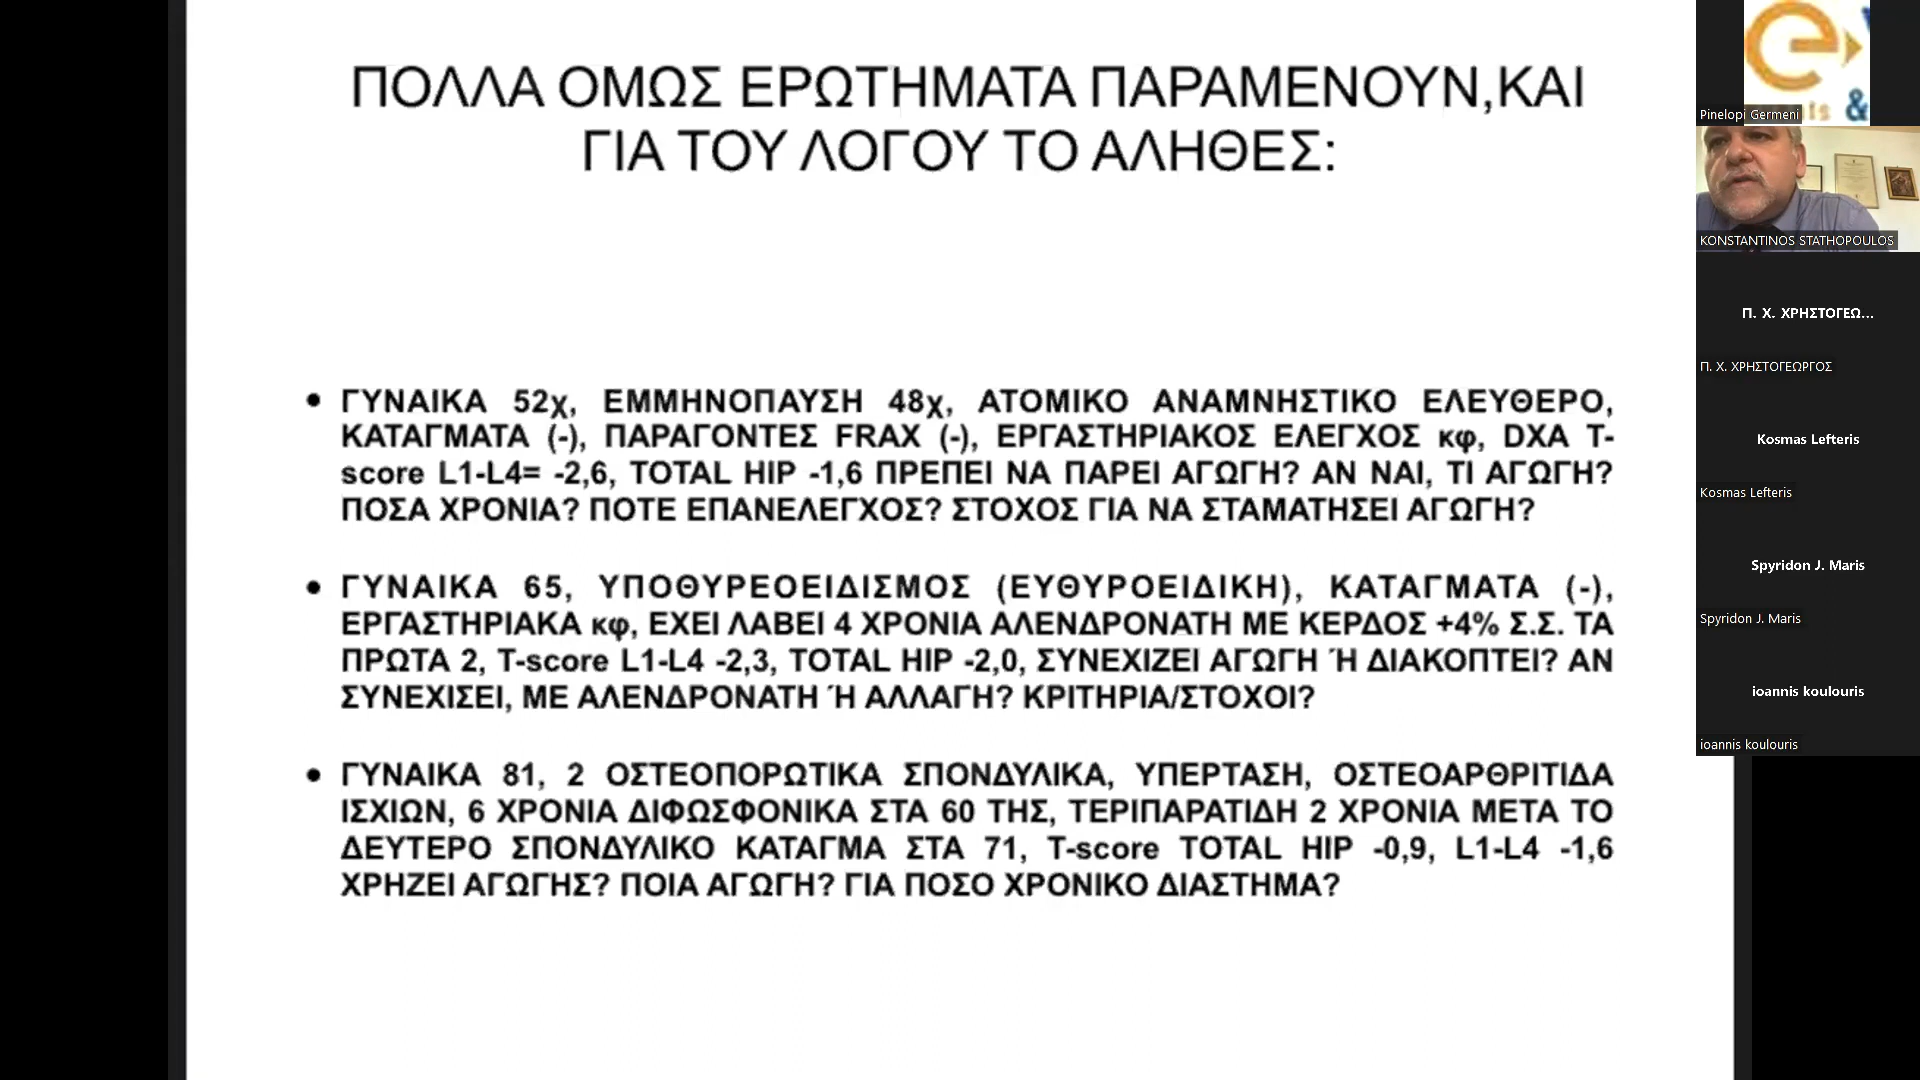 ΠΟΛΛΑ ΟΜΩΣ ΕΡΩΤΗΜΑΤΑ ΠΑΡΑΜΕΝΟΥΝ,ΚΑΙ
ΓΙΑ ΤΟΥ ΛΟΓΟΥ ΤΟ ΑΛΗΘΕΣ:
• ΓΥΝΑΙΚΑ 52χ, ΕΜΜΗΝΟΠΑΥΣΗ 48χ, ΑΤΟΜΙΚΟ ΑΝΑΜΝΗΣΤΙΚΟ ΕΛΕΥΘΕΡΟ,
ΚΑΤΑΓΜΑΤΑ (-), ΠΑΡΑΓΟΝΤΕΣ FRAX (-), ΕΡΓΑΣΤΗΡΙΑΚΟΣ ΕΛΕΓΧΟΣ κφ, DXA T-
score L1-L4= -2,6, TOTAL HIP -1,6 ΠΡΕΠΕΙ ΝΑ ΠΑΡΕΙ ΑΓΩΓΗ? ΑΝ ΝΑΙ, ΤΙ ΑΓΩΓΗ?
ΠΟΣΑ ΧΡΟΝΙΑ? ΠΟΤΕ ΕΠΑΝΕΛΕΓΧΟΣ? ΣΤΟΧΟΣ ΓΙΑ ΝΑ ΣΤΑΜΑΤΗΣΕΙ ΑΓΩΓΗ?
• ΓΥΝΑΙΚΑ 65, ΥΠΟΘΥΡΕΟΕΙΔΙΣΜΟΣ (ΕΥΘΥΡΟΕΙΔΙΚΗ), ΚΑΤΑΓΜΑΤΑ (-),
ΕΡΓΑΣΤΗΡΙΑΚΑ κφ, ΕΧΕΙ ΛΑΒΕΙ 4 ΧΡΟΝΙΑ ΑΛΕΝΔΡΟΝΑΤΗ ΜΕ ΚΕΡΔΟΣ +4% Σ.Σ. ΤΑ
ΠΡΩΤΑ 2, T-score L1-L4 -2,3, TOTAL HIP -2,0, ΣΥΝΕΧΙΖΕΙ ΑΓΩΓΗ Ή ΔΙΑΚΟΠΤΕΙ? ΑΝ
ΣΥΝΕΧΙΣΕΙ, ΜΕ ΑΛΕΝΔΡΟΝΑΤΗ Ή ΑΛΛΑΓΗ? ΚΡΙΤΗΡΙΑ/ΣΤΟΧΟΙ?
• ΓΥΝΑΙΚΑ 81, 2 ΟΣΤΕΟΠΟΡΩΤΙΚΑ ΣΠΟΝΔΥΛΙΚΑ, ΥΠΕΡΤΑΣΗ, ΟΣΤΕΟΑΡΘΡΙΤΙΔΑ
ΙΣΧΙΩΝ, 6 ΧΡΟΝΙΑ ΔΙΦΩΣΦΟΝΙΚΑ ΣΤΑ 60 ΤΗΣ, ΤΕΡΙΠΑΡΑΤΙΔΗ 2 ΧΡΟΝΙΑ ΜΕΤΑ ΤΟ
ΔΕΥΤΕΡΟ ΣΠΟΝΔΥΛΙΚΟ ΚΑΤΑΓΜΑ ΣΤΑ 71, T-score TOTAL HIP -0,9, L1-L4 -1,6
ΧΡΗΖΕΙ ΑΓΩΓΗΣ? ΠΟΙΑ ΑΓΩΓΗ? ΓΙΑ ΠΟΣΟ ΧΡΟΝΙΚΟ ΔΙΑΣΤΗΜΑ?
Pinelopi Germeni
KONSTANTINOS STATHOPOULOS
Π. Χ. ΧΡΗΣΤΟΓΕΩ...
Π. Χ. ΧΡΗΣΤΟΓΕΩΡΓΟΣ
Kosmas Lefteris
Kosmas Lefteris
Spyridon J. Maris
Spyridon J. Maris
ioannis koulouris
ioannis koulouris